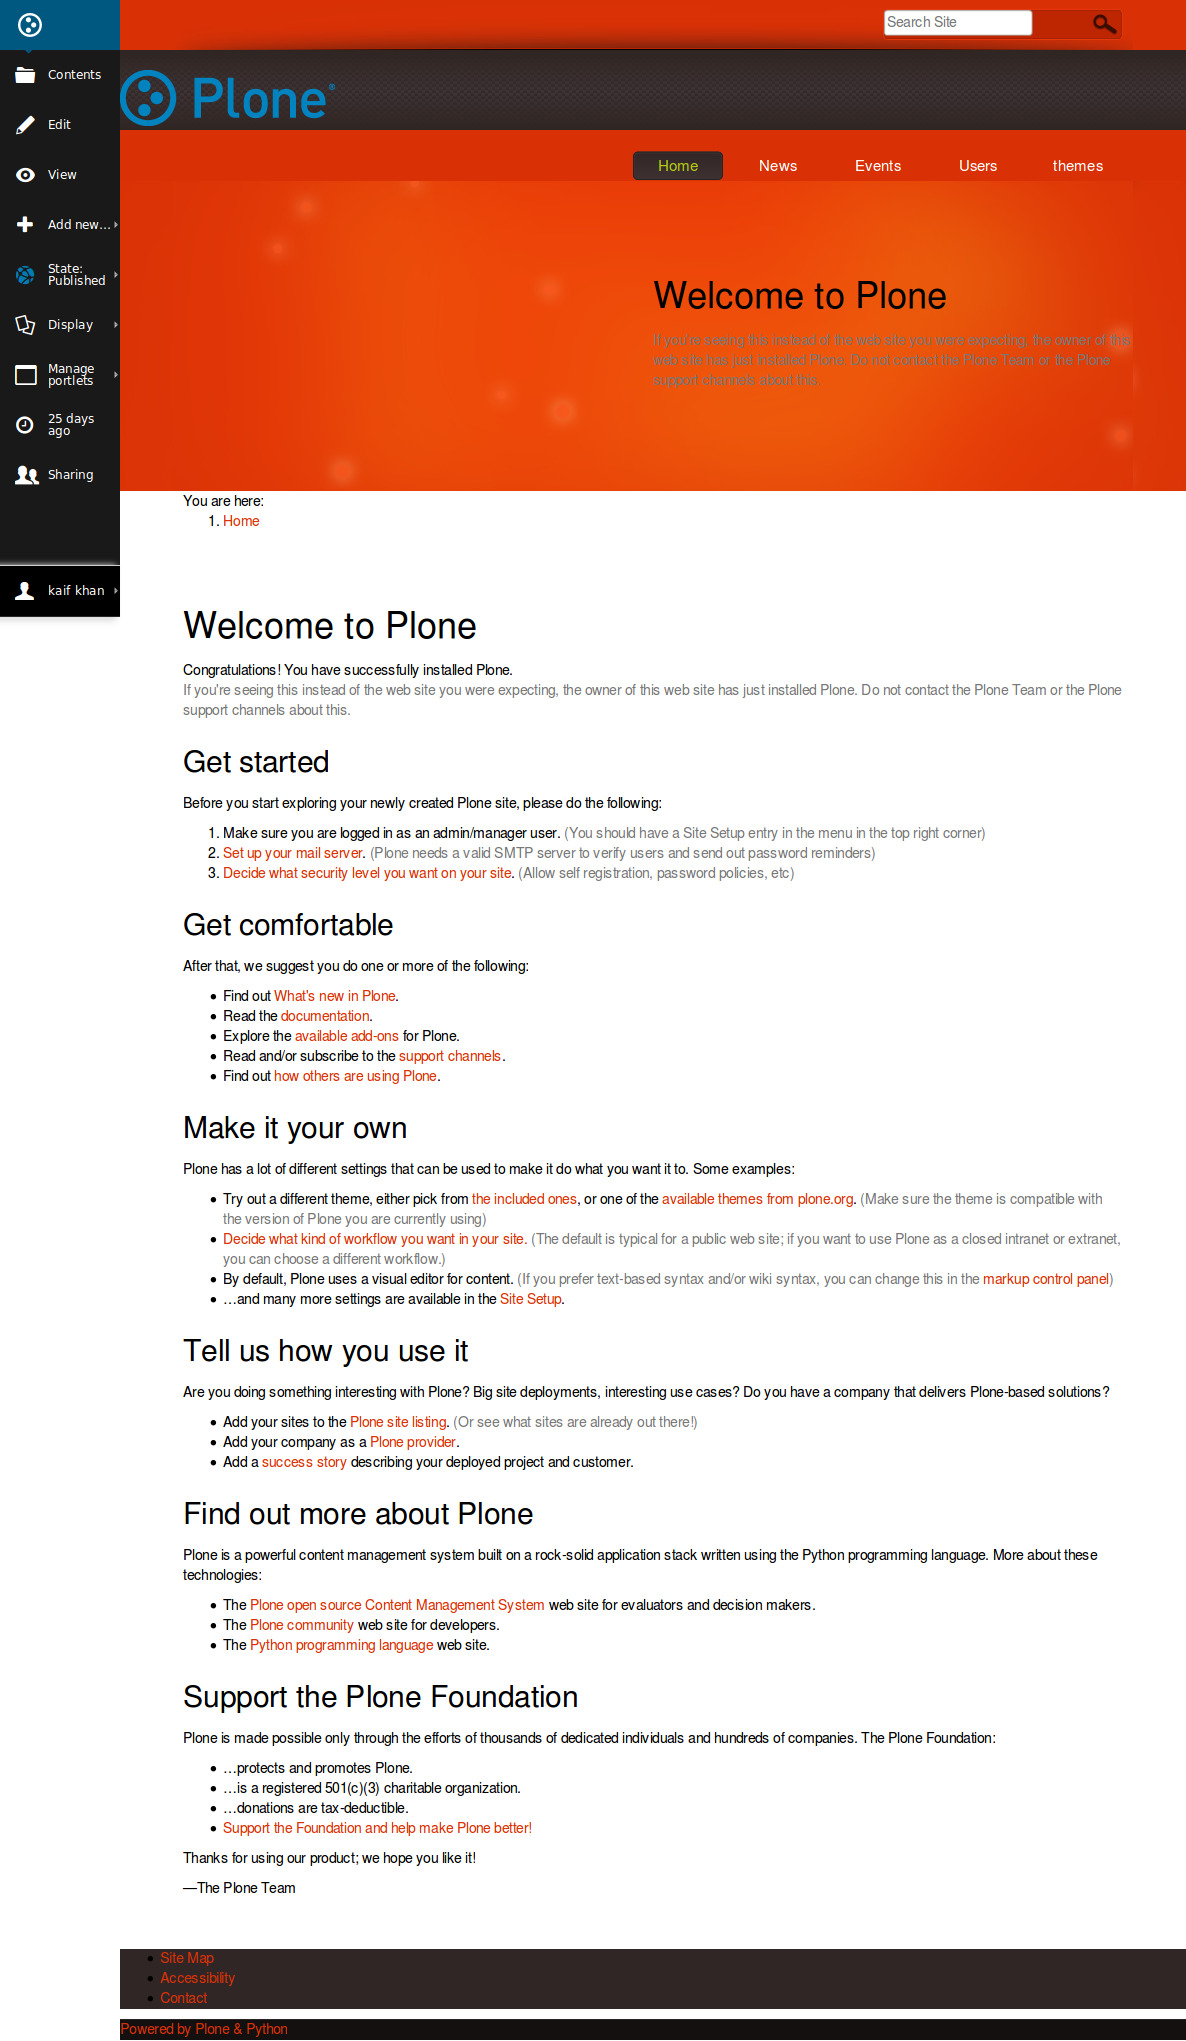 Search Site
Plone®
Contents
Edit
View
Add new...
State:
Published
Display
Manage
portlets
25 days
ago
Sharing
kaif khan
Home News Events Users themes
Welcome to Plone
If you're seeing this instead of the web site you were expecting, the owner of this
web site has just installed Plone. Do not contact the Plone Team or the Plone
support channels about this.
You are here:
1. Home
Welcome to Plone
Congratulations! You have successfully installed Plone.
If you're seeing this instead of the web site you were expecting, the owner of this web site has just installed Plone. Do not contact the Plone Team or the Plone
support channels about this.
Get started
Before you start exploring your newly created Plone site, please do the following:
1. Make sure you are logged in as an admin/manager user. (You should have a Site Setup entry in the menu in the top right corner)
2. Set up your mail server. (Plone needs a valid SMTP server to verify users and send out password reminders)
3. Decide what security level you want on your site. (Allow self registration, password policies, etc)
Get comfortable
After that, we suggest you do one or more of the following:
• Find out What's new in Plone.
• Read the documentation.
• Explore the available add-ons for Plone.
• Read and/or subscribe to the support channels.
• Find out how others are using Plone.
Make it your own
Plone has a lot of different settings that can be used to make it do what you want it to. Some examples:
• Try out a different theme, either pick from the included ones, or one of the available themes from plone.org. (Make sure the theme is compatible with
the version of Plone you are currently using)
• Decide what kind of workflow you want in your site. (The default is typical for a public web site; if you want to use Plone as a closed intranet or extranet,
you can choose a different workflow.)
• By default, Plone uses a visual editor for content. (If you prefer text-based syntax and/or wiki syntax, you can change this in the markup control panel)
• …and many more settings are available in the Site Setup.
Tell us how you use it
Are you doing something interesting with Plone? Big site deployments, interesting use cases? Do you have a company that delivers Plone-based solutions?
• Add your sites to the Plone site listing. (Or see what sites are already out there!)
• Add your company as a Plone provider.
• Add a success story describing your deployed project and customer.
Find out more about Plone
Plone is a powerful content management system built on a rock-solid application stack written using the Python programming language. More about these
technologies:
• The Plone open source Content Management System web site for evaluators and decision makers.
• The Plone community web site for developers.
• The Python programming language web site.
Support the Plone Foundation
Plone is made possible only through the efforts of thousands of dedicated individuals and hundreds of companies. The Plone Foundation:
• …protects and promotes Plone.
• …is a registered 501(c)(3) charitable organization.
• …donations are tax-deductible.
• Support the Foundation and help make Plone better!
Thanks for using our product; we hope you like it!
—The Plone Team
• Site Map
• Accessibility
• Contact
Powered by Plone & Python